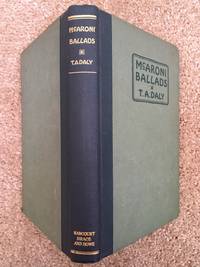 McARONI
BALLADS
T.A.DALY
HARCOURT
BRACE
AND HOWE
McARONI
BALLADS
T.A.DALY